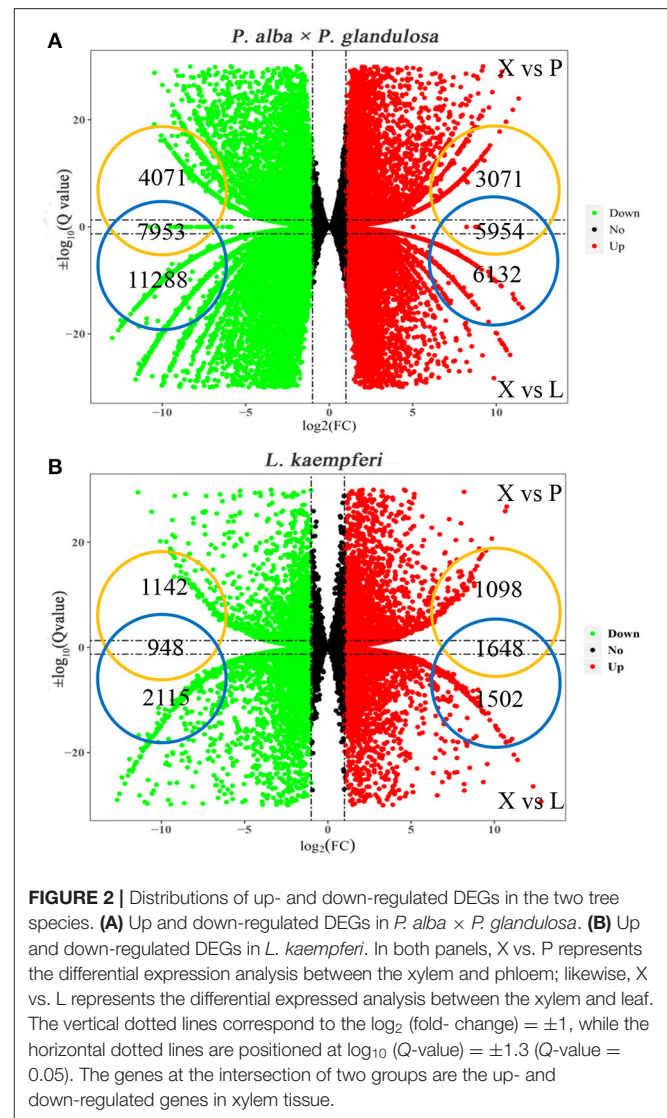 A
P. alba × P. glandulosa
X vs P
20
4071
3071
±log10(Q value)
0
7953
5954
11288
6132
-20
X vs L
−10
−5
0
5
10
log2(FC)
Down
No
Up
B
L. kaempferi
X vs P
20
1142
1098
±log10(Qvalue)
0
948
1648
2115
1502
−20
X vs L
−10
−5
0
5
10
log2(FC)
Down
No
Up
FIGURE 2 | Distributions of up- and down-regulated DEGs in the two tree
species. (A) Up and down-regulated DEGs in P. alba × P. glandulosa. (B) Up
and down-regulated DEGs in L. kaempferi. In both panels, X vs. P represents
the differential expression analysis between the xylem and phloem; likewise, X
vs. L represents the differential expressed analysis between the xylem and leaf.
The vertical dotted lines correspond to the log2 (fold- change) = ±1, while the
horizontal dotted lines are positioned at log10 (Q-value) = ±1.3 (Q-value =
0.05). The genes at the intersection of two groups are the up- and
down-regulated genes in xylem tissue.